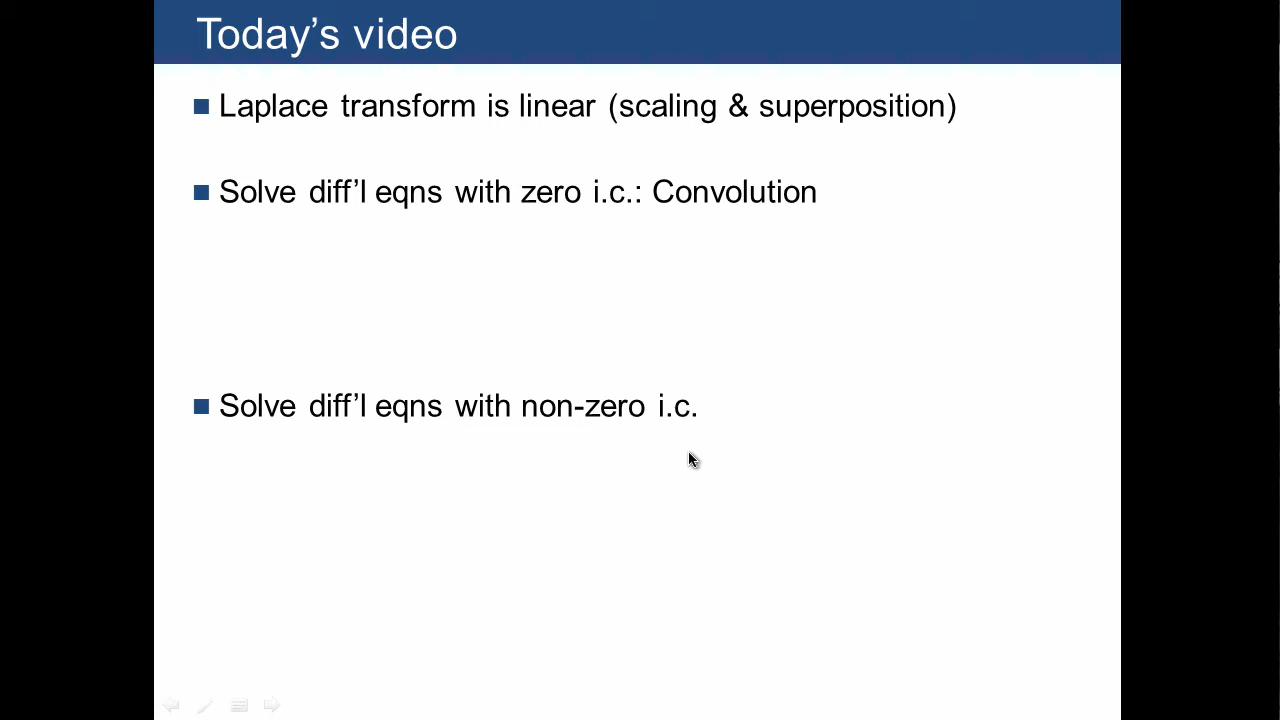 Today’s video
Laplace transform is linear (scaling & superposition)
Solve diff’l eqns with zero i.c.: Convolution
Solve diff’l eqns with non-zero i.c.